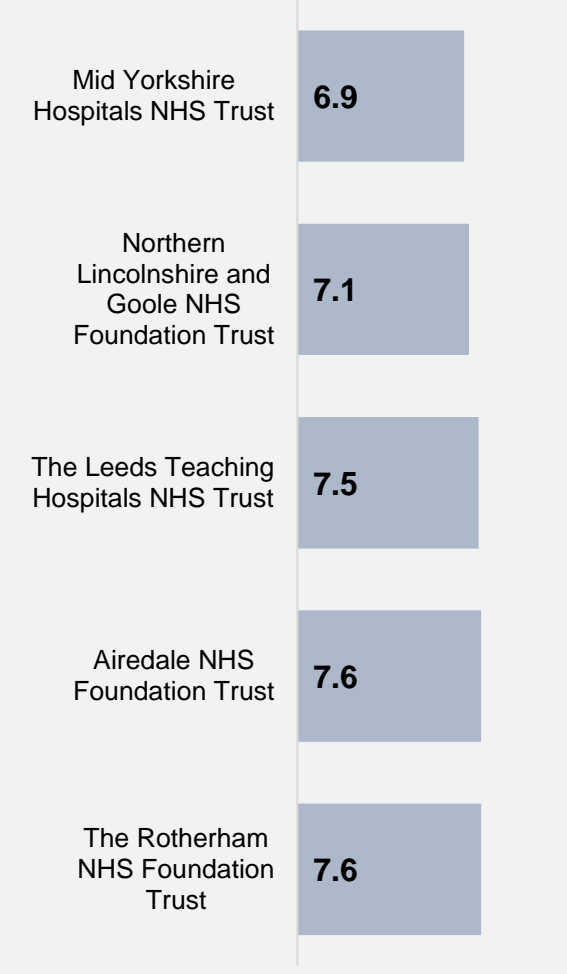 Mid Yorkshire
Hospitals NHS Trust
6.9
Northern
Lincolnshire and
Goole NHS
Foundation Trust
7.1
The Leeds Teaching
Hospitals NHS Trust
7.5
Airedale NHS
Foundation Trust
7.6
The Rotherham
NHS Foundation
Trust
7.6